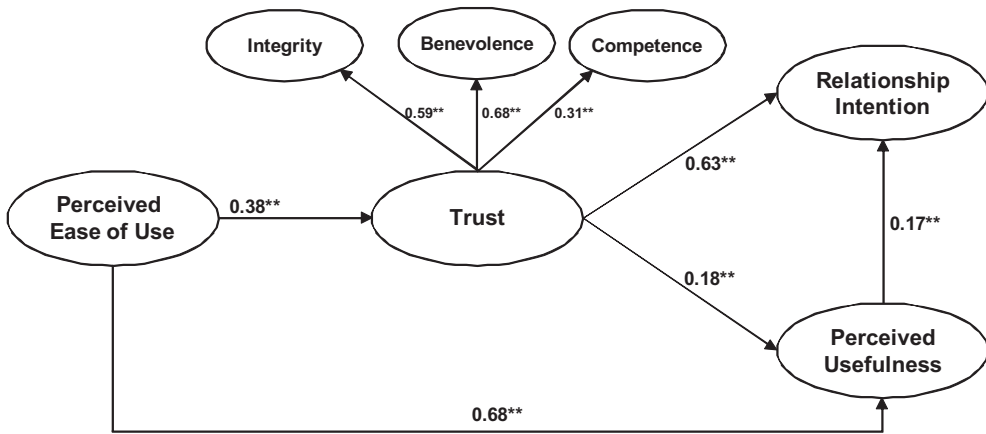 Integrity
Benevolence
Competence
Relationship
Intention
0.59**
0.68**
0.31**
0.63**
Perceived
Ease of Use
0.38**
Trust
0.17**
0.18**
Perceived
Usefulness
0.68**